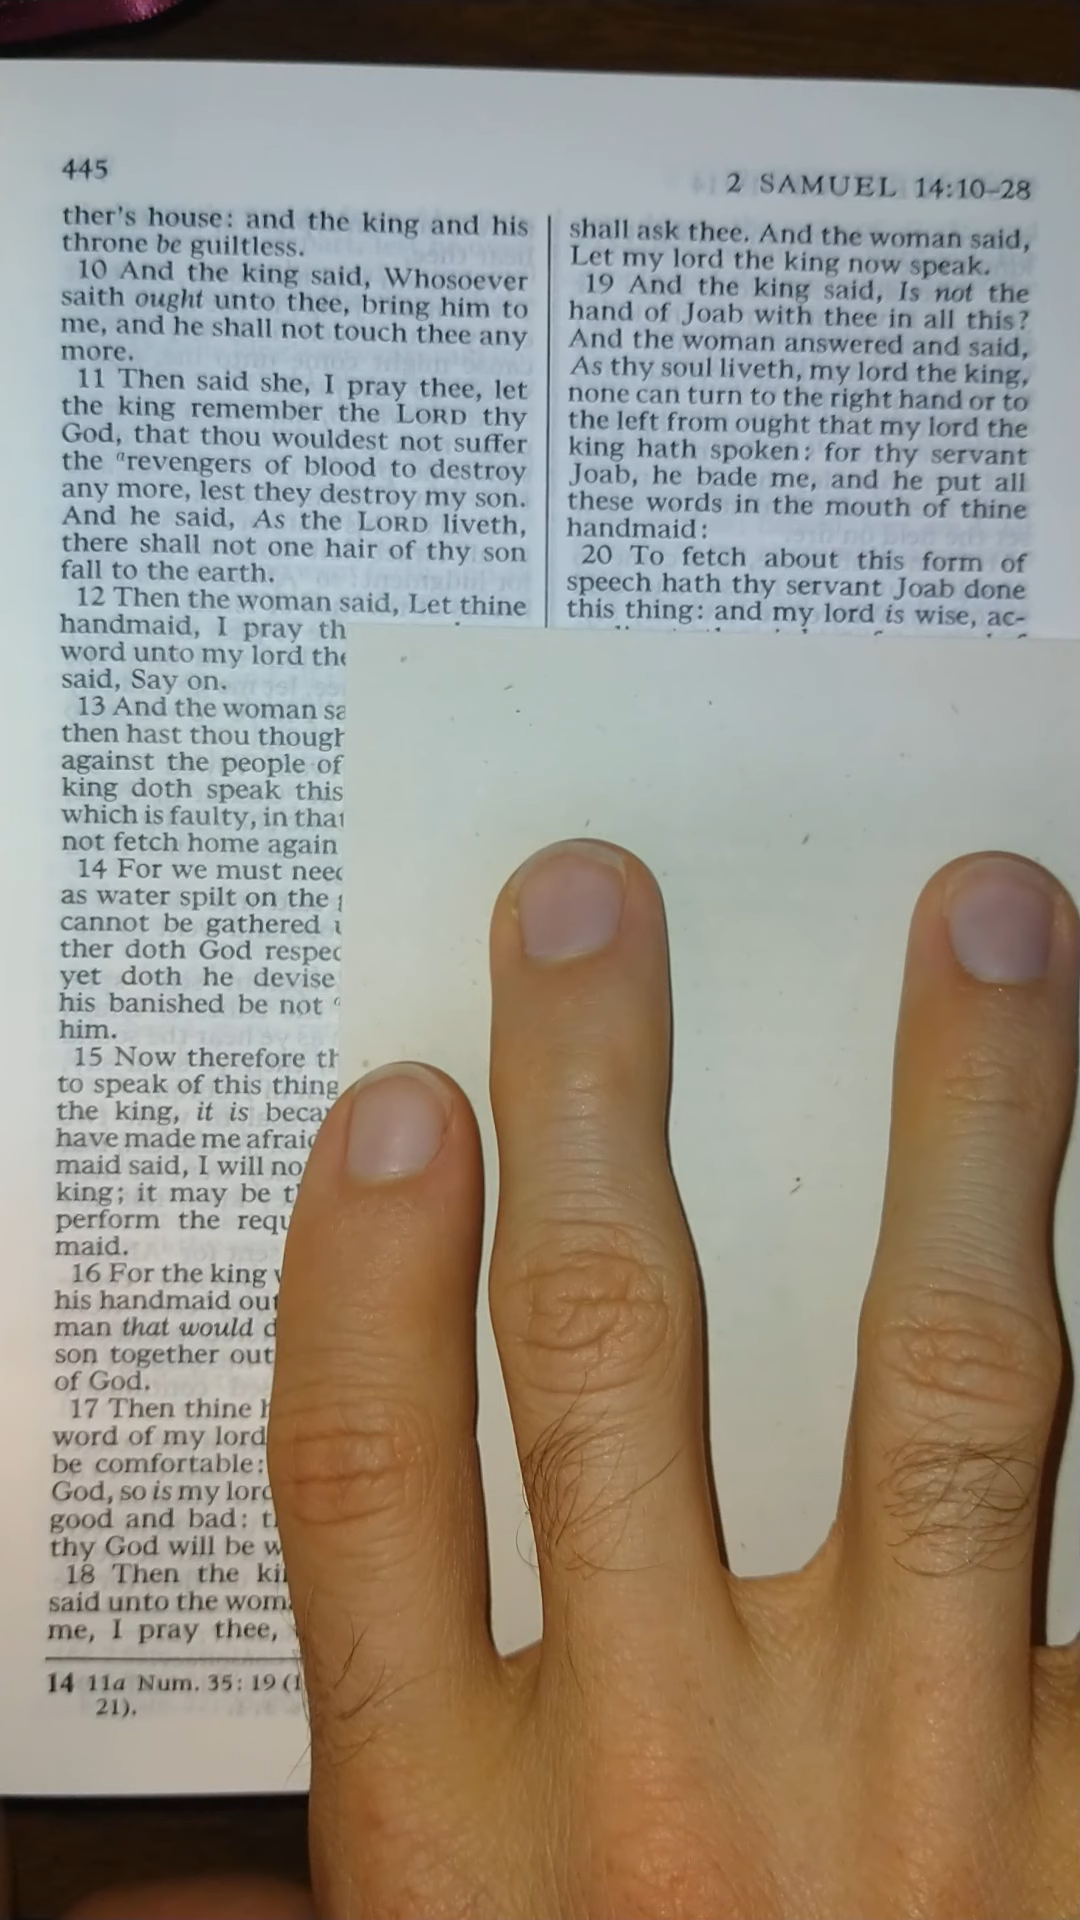 445
2 SAMUEL 14:10–28
ther's house: and the king and his
throne be guiltless.
10 And the king said, Whosoever
saith ought unto thee, bring him to
me, and he shall not touch thee any
more.
11 Then said she, I pray thee, let
the king remember the LORD thy
God, that thou wouldest not suffer
the arevengers of blood to destroy
any more, lest they destroy my son.
And he said, As the LORD liveth,
there shall not one hair of thy son
fall to the earth.
12 Then the woman said, Let thine
handmaid, I pray
word unto my lord
said, Say on.
13 And the woman
then hast thou
against the people of
king doth speak this
which is faulty, in
not fetch home again
14 For we must
as water spilt on the
cannot be gathered
ther doth God
yet doth he devise
his banished be not
him.
15 Now therefore
to speak of this thing
the king, it is
have made me
maid said, I will
king; it may be
perform the
maid.
16 For the king
his handmaid
man that would
son together out
of God.
17 Then thine
word of my lord
be comfortable:
God, so is my
good and bad:
thy God will be
18 Then the
said unto the
me, I pray thee,
14 11a Num. 35: 19
21).
shall ask thee. And the woman said,
Let my lord the king now speak.
19 And the king said, Is not the
hand of Joab with thee in all this?
And the woman answered and said,
As thy soul liveth, my lord the king,
none can turn to the right hand or to
the left from ought that my lord the
king hath spoken: for thy servant
Joab, he bade me, and he put all
these words in the mouth of thine
handmaid:
20 To fetch about this form of
speech hath thy servant Joab done
this thing: and my lord is wise, ac-